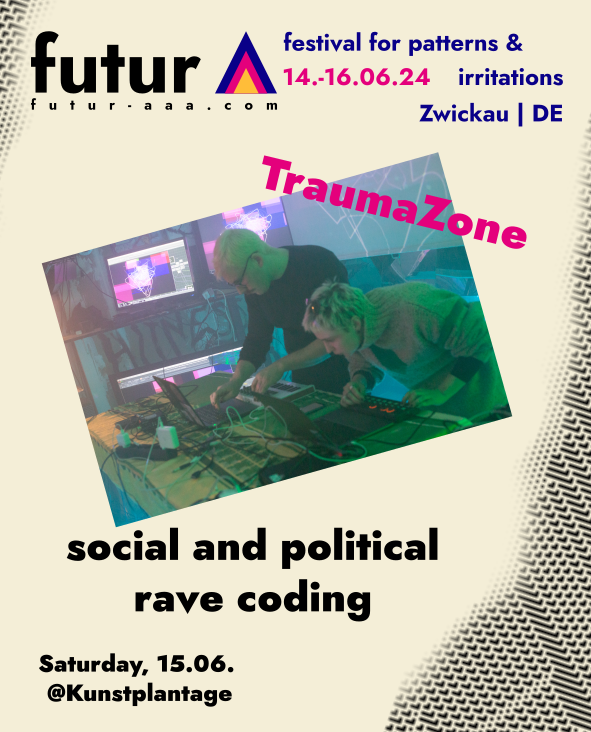 futur
futur-aaa.com
festival for patterns &
14.-16.06.24 irritations
Zwickau | DE
TraumaZone
social and political
rave coding
Saturday, 15.06.
@Kunstplantage